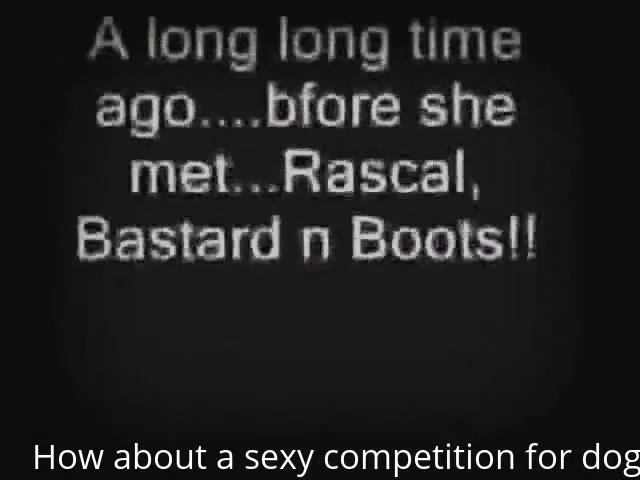 A long long time
ago....bfore she
met...Rascal,
Bastard n Boots!!
How about a sexy competition for dog